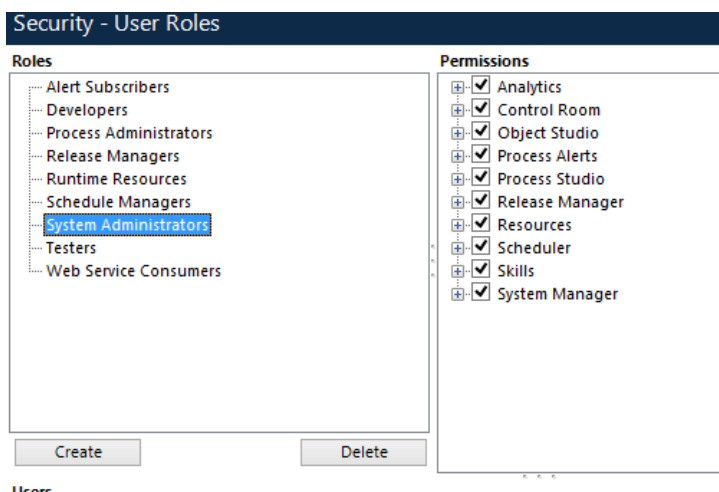 Security - User Roles
Roles
Alert Subscribers
Developers
Process Administrators
Release Managers
Runtime Resources
Schedule Managers
System Administrators
Testers
Web Service Consumers
Create
Delete
Permissions
Analytics
Control Room
Object Studio
Process Alerts
Process Studio
Release Manager
Resources
Scheduler
Skills
System Manager
Users